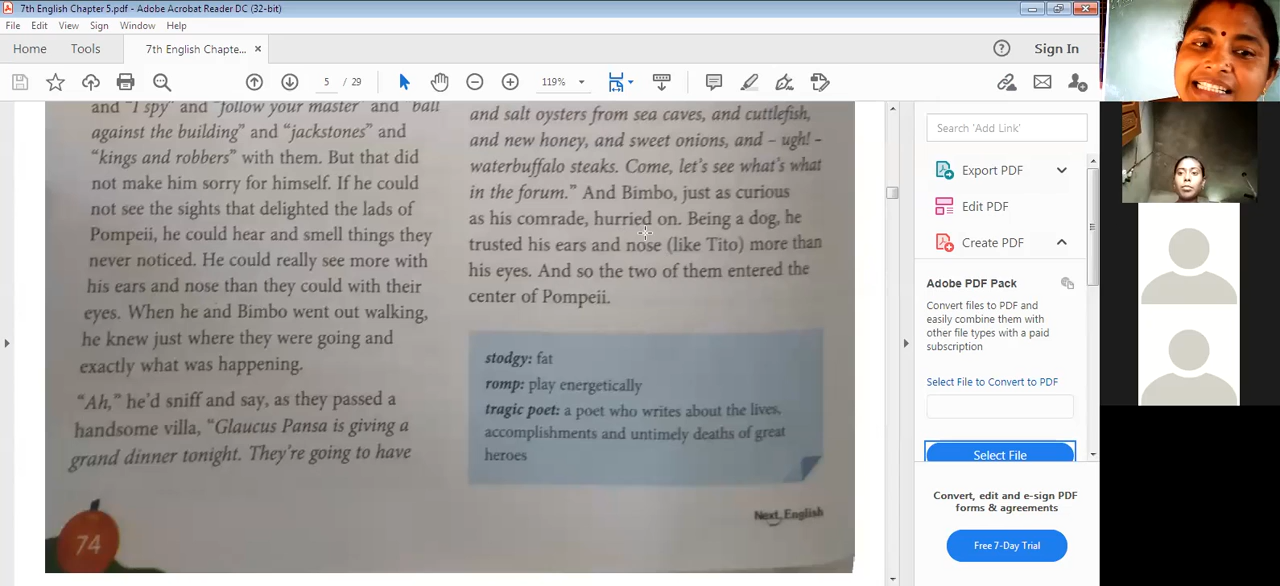 7th English Chapter 5.pdf - Adobe Acrobat Reader DC (32-bit)
File Edit View Sign Window Help
Home Tools 7th English Chapte... × Sign In
5 / 29 119%
and "I spy" and "follow your master" and "ball
against the building" and "jackstones" and
"kings and robbers" with them. But that did
not make him sorry for himself. If he could
not see the sights that delighted the lads of
Pompeii, he could hear and smell things they
never noticed. He could really see more with
his ears and nose than they could with their
eyes. When he and Bimbo went out walking,
he knew just where they were going and
exactly what was happening.
"Ah," he'd sniff and say, as they passed a
handsome villa, "Glaucus Pansa is giving a
grand dinner tonight. They're going to have
74
and salt oysters from sea caves, and cuttlefish,
and new honey, and sweet onions, and – ugh! –
waterbuffalo steaks. Come, let's see what's what
in the forum." And Bimbo, just as curious
as his comrade, hurried on. Being a dog, he
trusted his ears and nose (like Tito) more than
his eyes. And so the two of them entered the
center of Pompeii.
stodgy: fat
romp: play energetically
tragic poet: a poet who writes about the lives,
accomplishments and untimely deaths of great
heroes
Next English
Search 'Add Link'
Export PDF
Edit PDF
Create PDF
Adobe PDF Pack
Convert files to PDF and
easily combine them with
other file types with a paid
subscription
Select File to Convert to PDF
Select File
Convert, edit and e-sign PDF
forms & agreements
Free 7-Day Trial